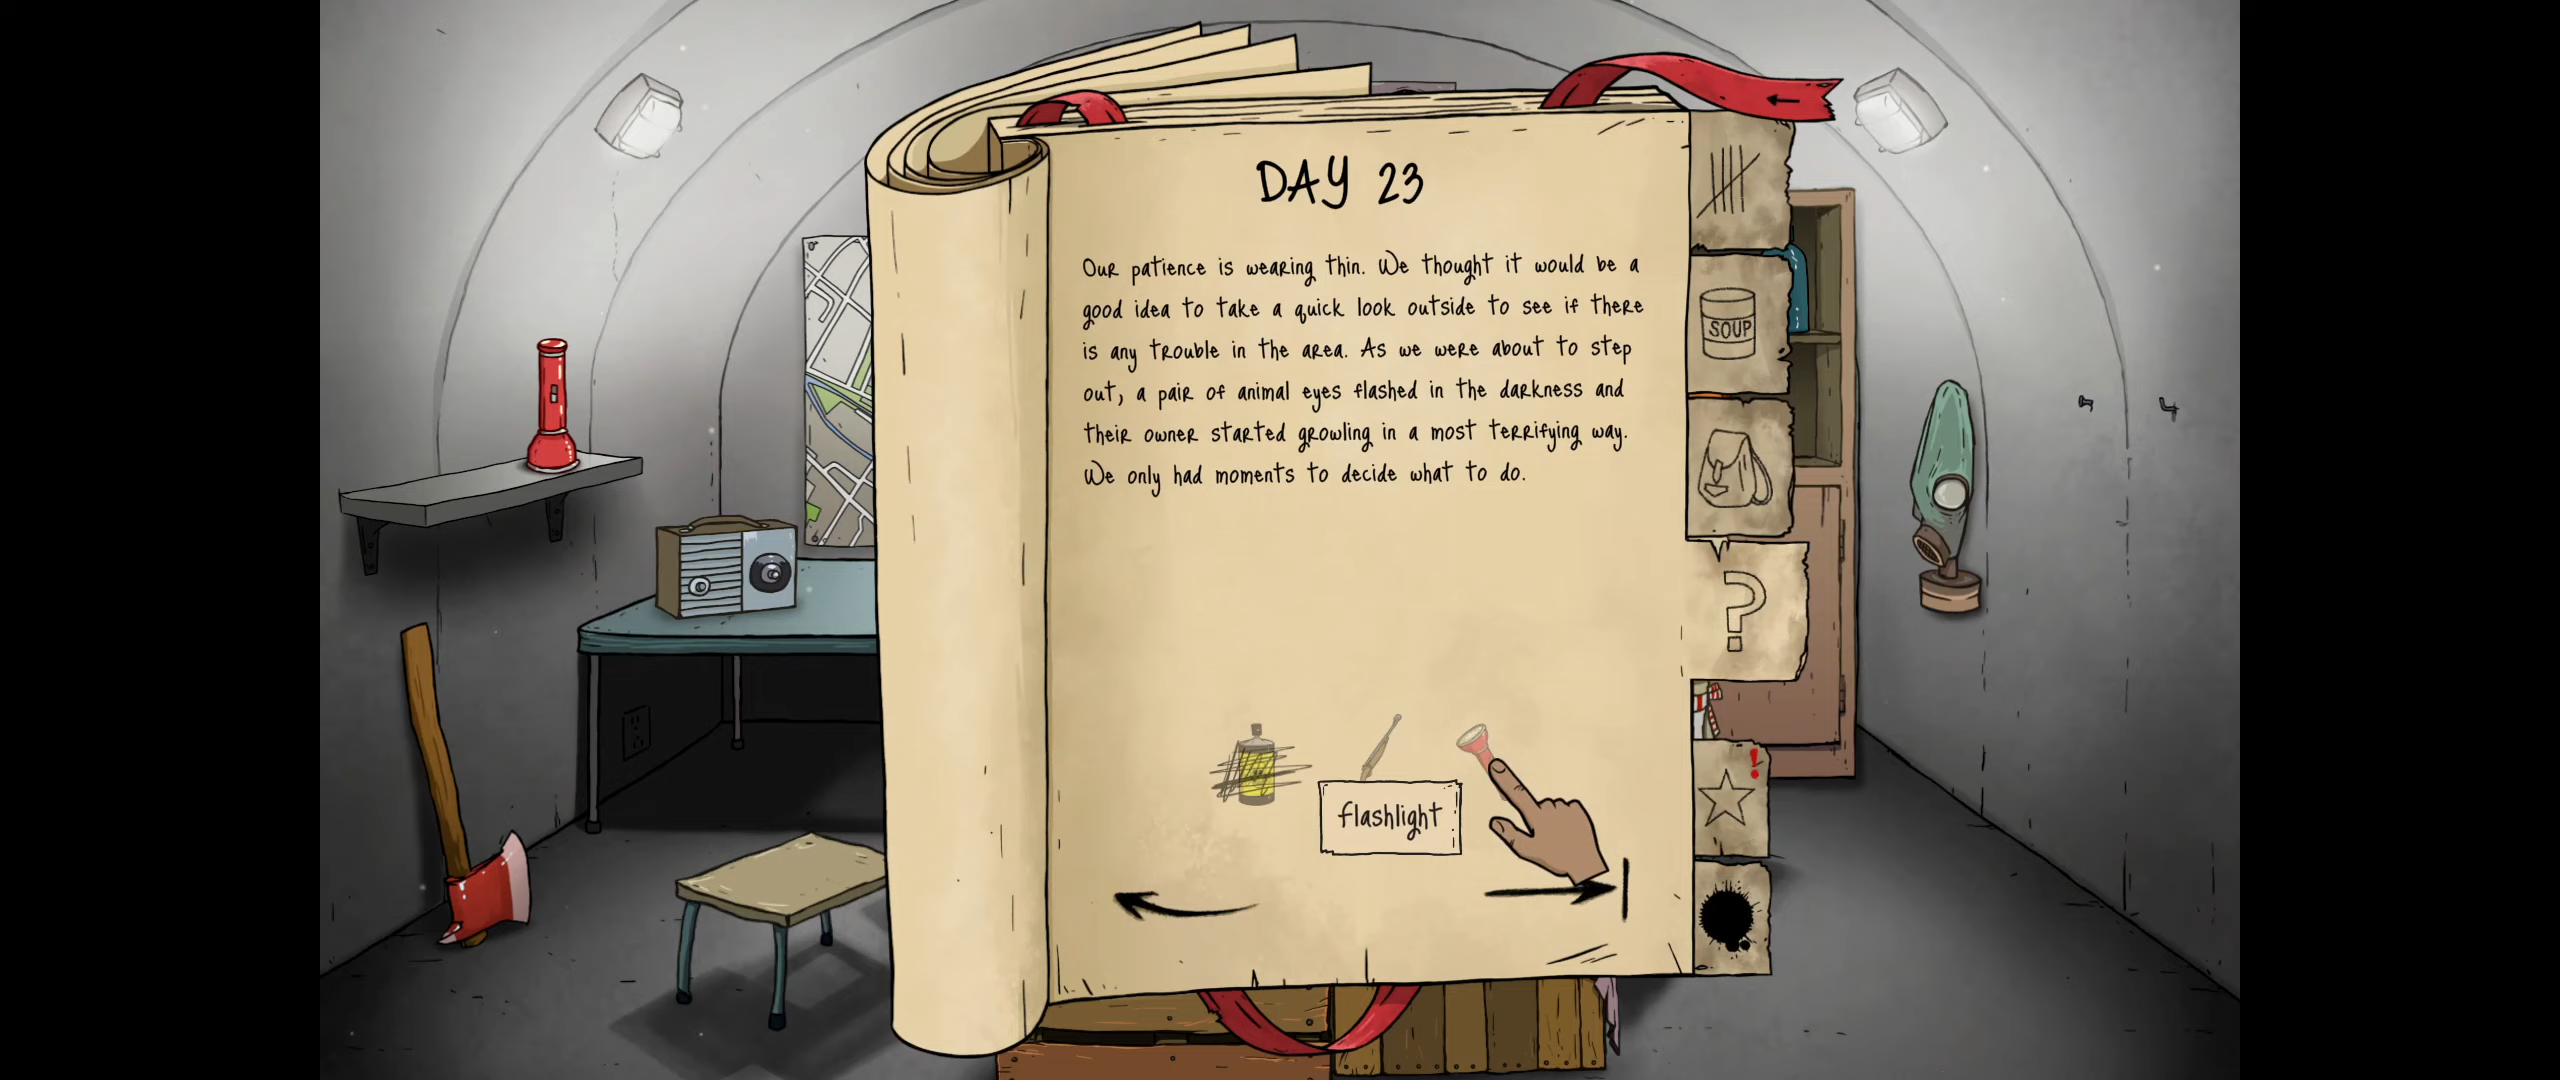 DAY 23
Our patience is wearing thin. We thought it would be a
good idea to take a quick look outside to see if there
is any trouble in the area. As we were about to step
out, a pair of animal eyes flashed in the darkness and
their owner started growling in a most terrifying way.
We only had moments to decide what to do.
SOUP
?
!
flashlight